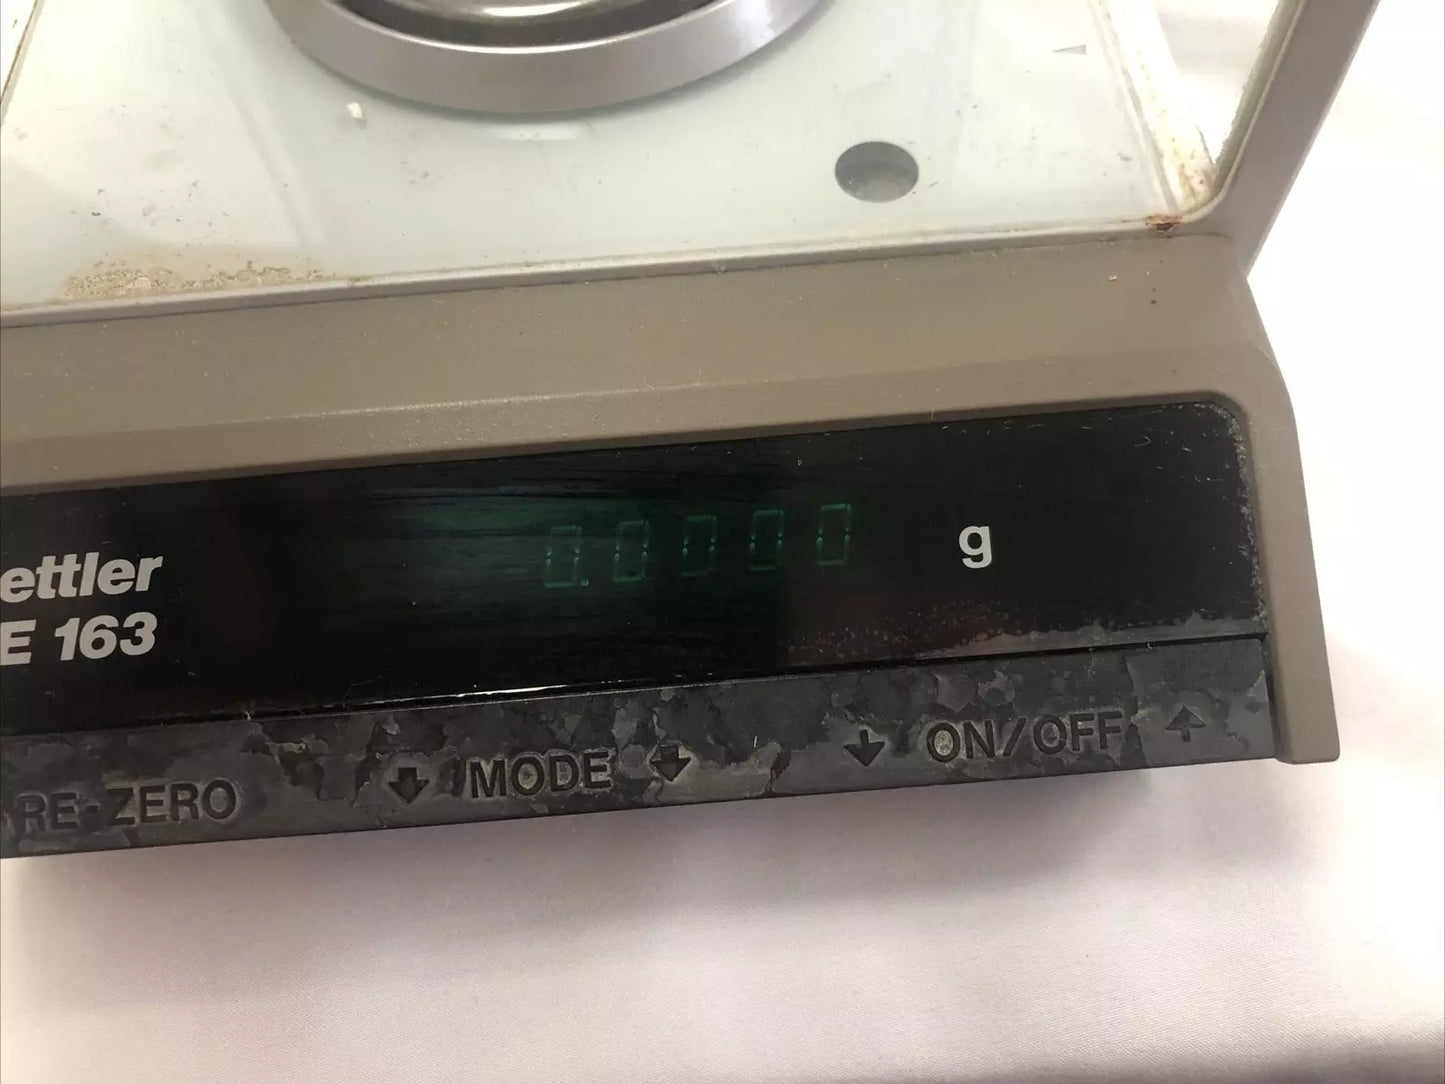 ettler
E 163
0.0000 g
RE-ZERO
MODE
ON/OFF